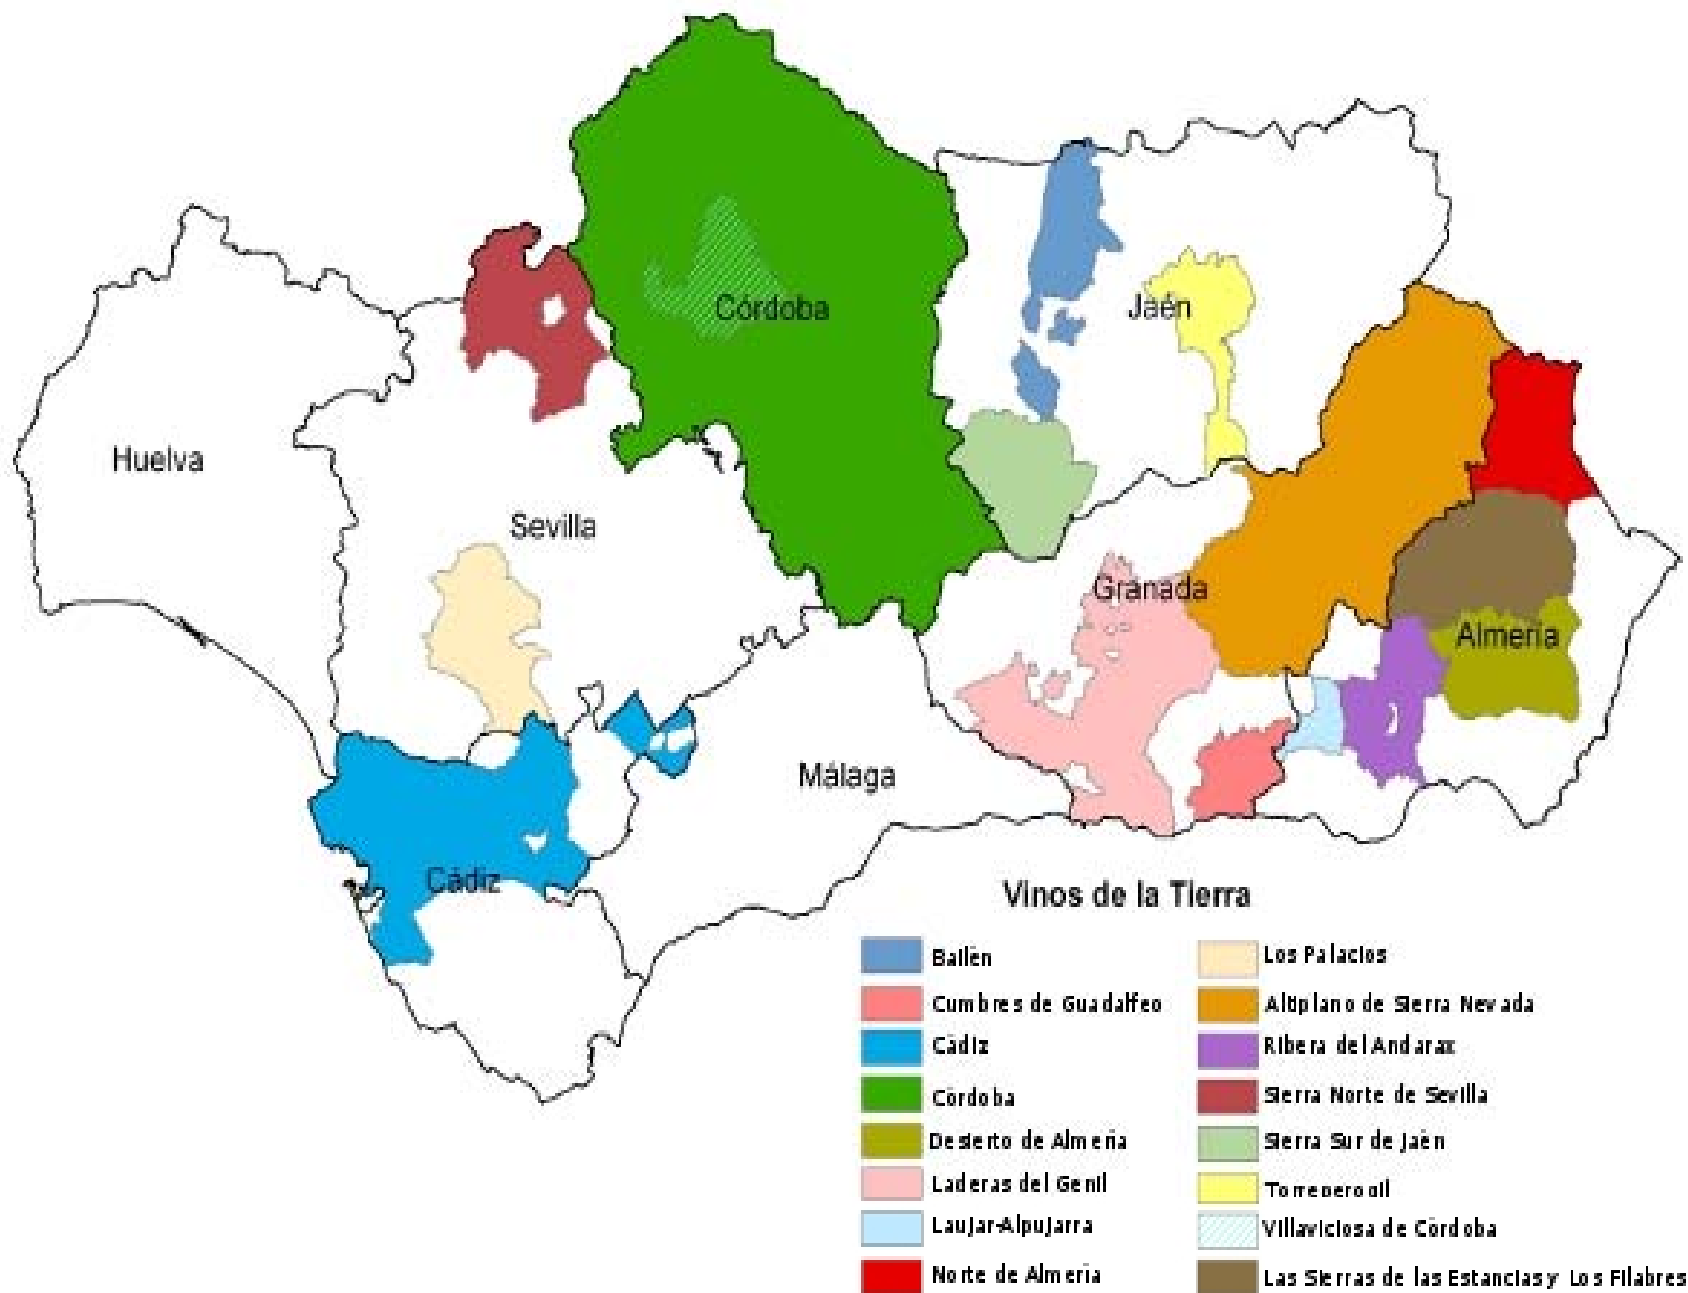 Córdoba
Jaén
Huelva
Sevilla
Granada
Almería
Málaga
Cádiz
Vinos de la Tierra
Bailén
Cumbres de Guadalfeo
Cádiz
Córdoba
Desierto de Almería
Laderas del Genil
Laujar-Alpujarra
Norte de Almería
Los Palacios
Altiplano de Sierra Nevada
Ribera del Andarax
Sierra Norte de Sevilla
Sierra Sur de Jaén
Torreperogil
Villaviciosa de Córdoba
Las Sierras de las Estancias y Los Filabres